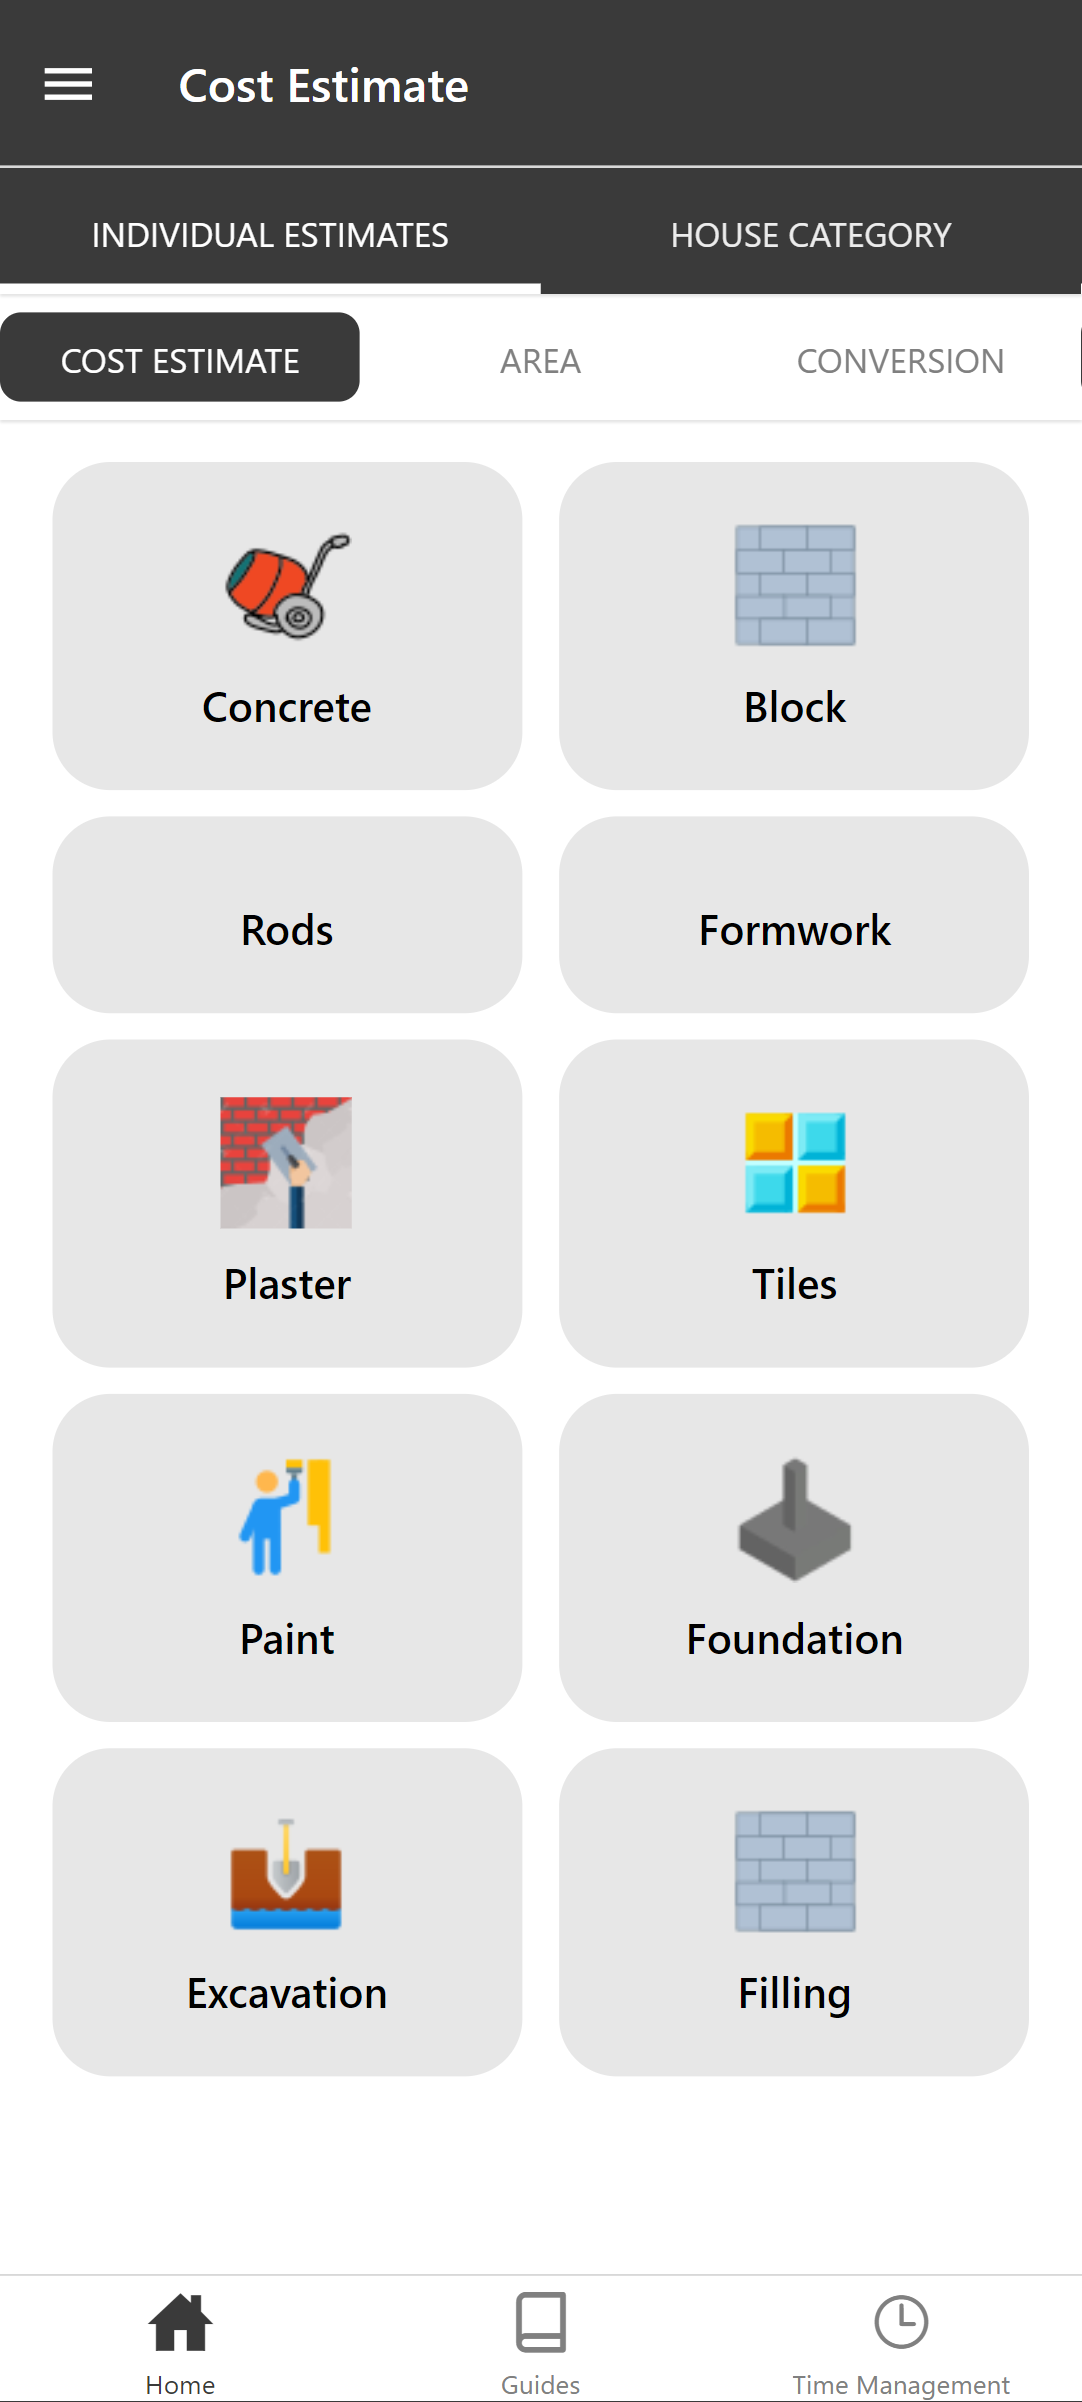 Cost Estimate
INDIVIDUAL ESTIMATES
HOUSE CATEGORY
COST ESTIMATE
AREA
CONVERSION
Concrete
Block
Rods
Formwork
Plaster
Tiles
Paint
Foundation
Excavation
Filling
Home
Guides
Time Management